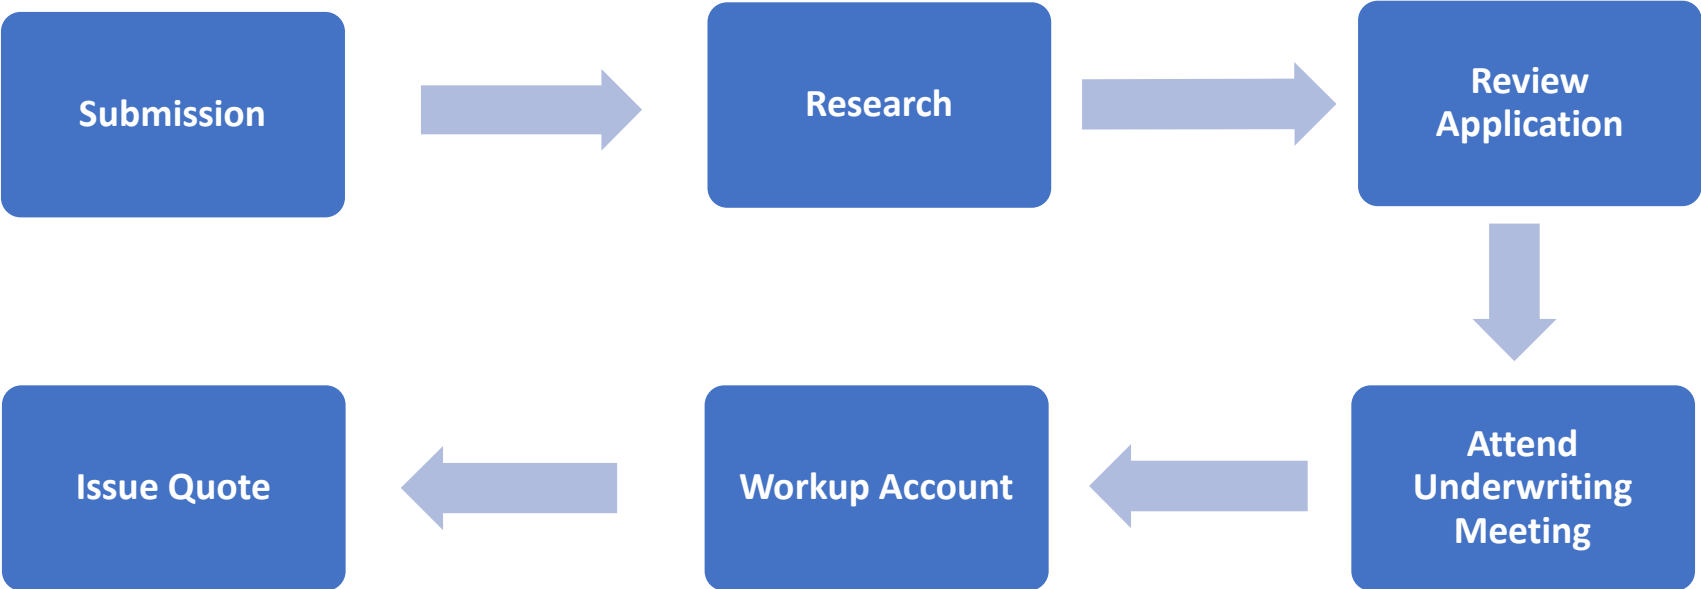 Submission
Research
Review
Application
Attend
Underwriting
Meeting
Workup Account
Issue Quote